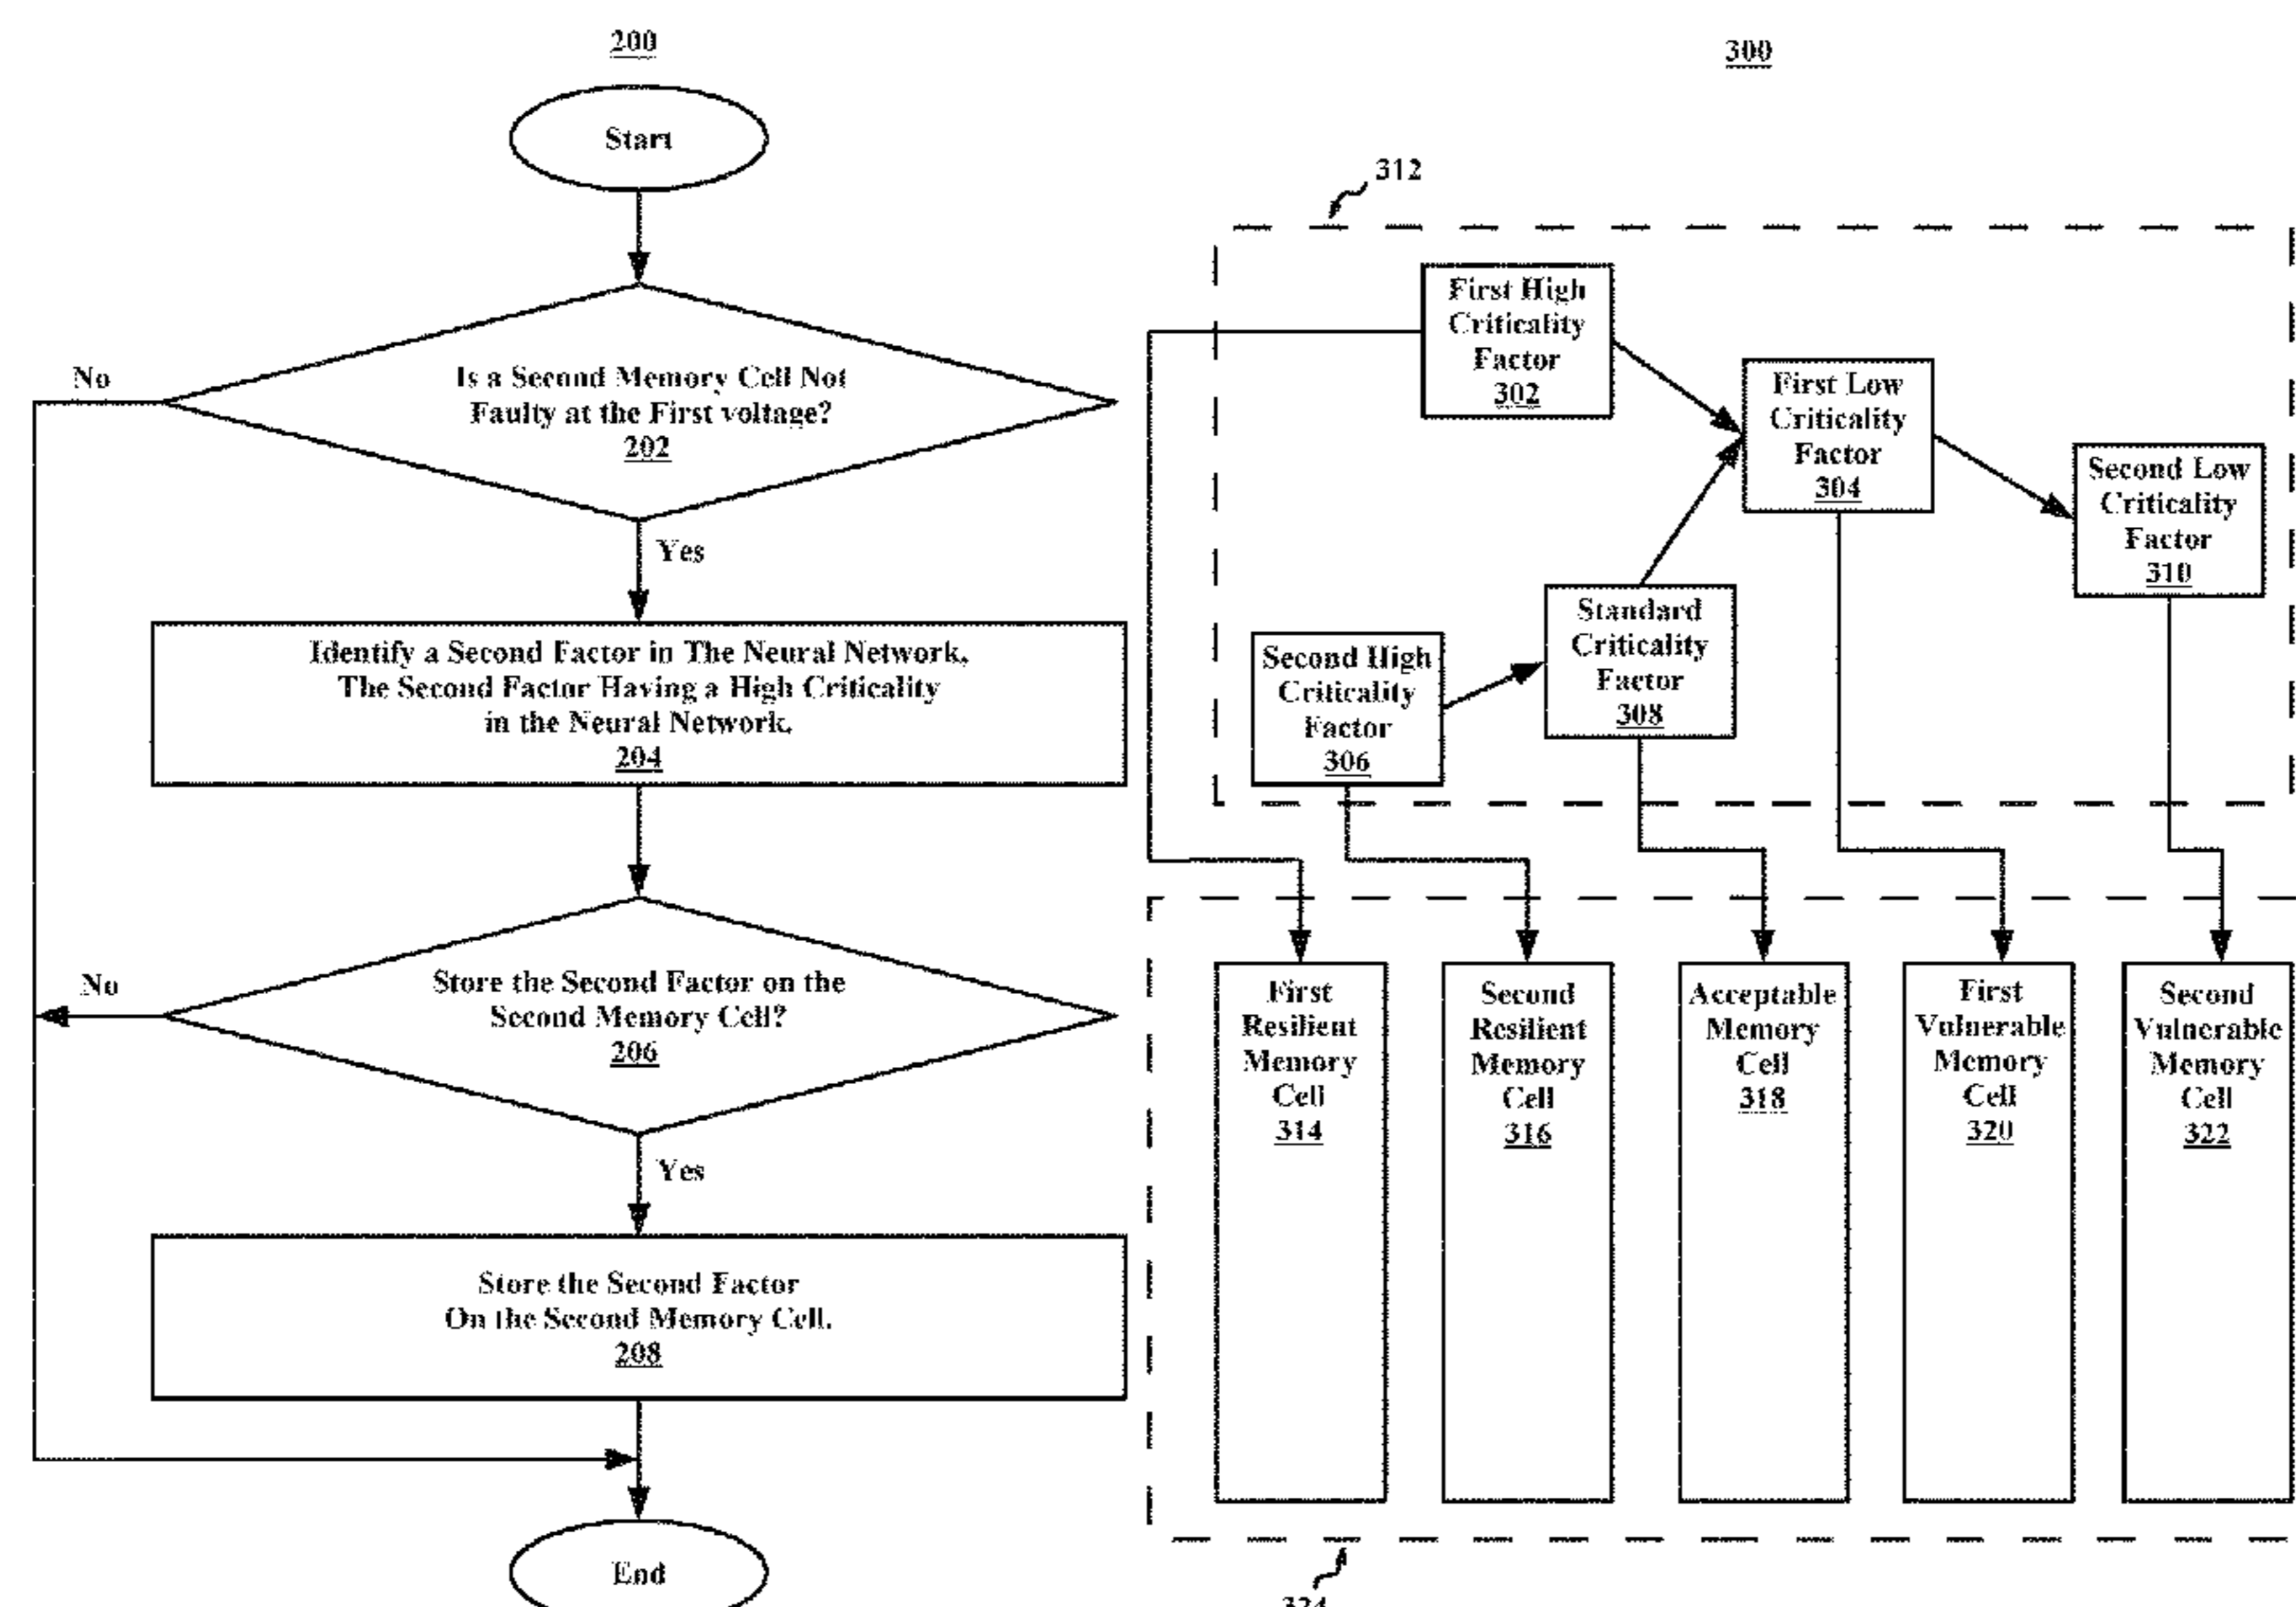 200
Start
No
Is a Second Memory Cell Not
Faulty at the First voltage?
202
Yes
Identify a Second Factor in The Neural Network,
The Second Factor Having a High Criticality
in the Neural Network.
204
No
Store the Second Factor on the
Second Memory Cell?
206
Yes
Store the Second Factor
On the Second Memory Cell.
208
End
300
312
First High
Criticality
Factor
302
First Low
Criticality
Factor
304
Second Low
Criticality
Factor
310
Standard
Criticality
Factor
308
Second High
Criticality
Factor
306
First
Resilient
Memory
Cell
314
Second
Resilient
Memory
Cell
316
Acceptable
Memory
Cell
318
First
Vulnerable
Memory
Cell
320
Second
Vulnerable
Memory
Cell
322
324